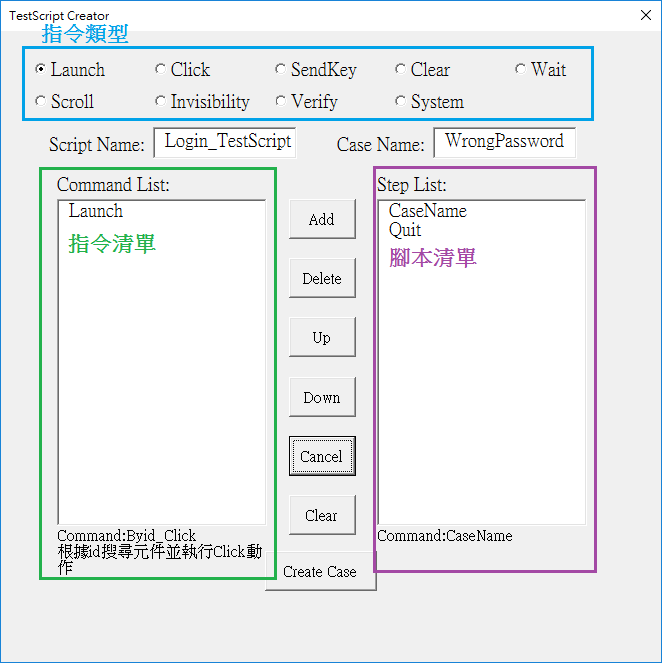 TestScript Creator
指令類型
Launch Click SendKey Clear Wait
Scroll Invisibility Verify System
Script Name: Login_TestScript Case Name: WrongPassword
Command List:
Launch
指令清單
Add
Delete
Up
Down
Cancel
Clear
Create Case
Step List:
CaseName
Quit
腳本清單
Command:Byid_Click
根據id搜尋元件並執行Click動
作
Command:CaseName